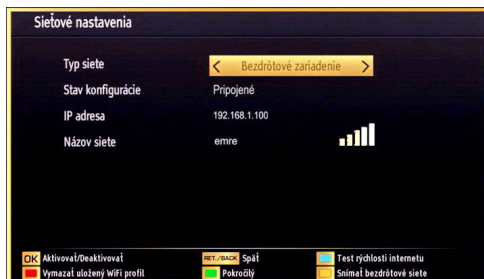 Sieťové nastavenia
Typ siete < Bezdrôtové zariadenie >
Stav konfigurácie Pripojené
IP adresa 192.168.1.100
Názov siete emre
OK Aktivovať/Deaktivovať RET./BACK Späť Test rýchlosti internetu
Vymazať uložený WiFi profil Pokročilý Snímať bezdrôtové siete